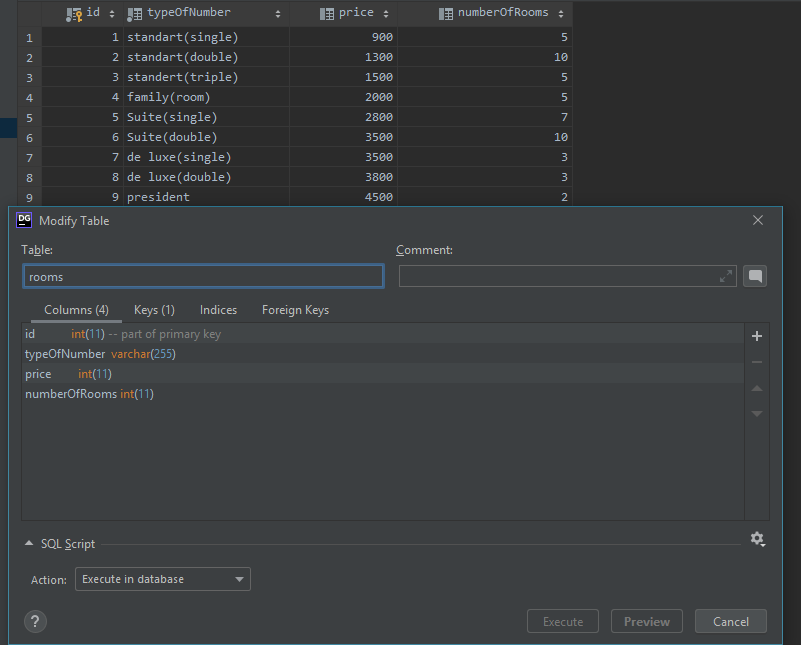 id typeOfNumber price numberOfRooms
1 1 standart(single) 900 5
2 2 standart(double) 1300 10
3 3 standert(triple) 1500 5
4 4 family(room) 2000 5
5 5 Suite(single) 2800 7
6 6 Suite(double) 3500 10
7 7 de luxe(single) 3500 3
8 8 de luxe(double) 3800 3
9 9 president 4500 2
DG Modify Table
Table: Comment:
rooms
Columns (4) Keys (1) Indices Foreign Keys
id int(11) -- part of primary key
typeOfNumber varchar(255)
price int(11)
numberOfRooms int(11)
SQL Script
Action: Execute in database
? Execute Preview Cancel